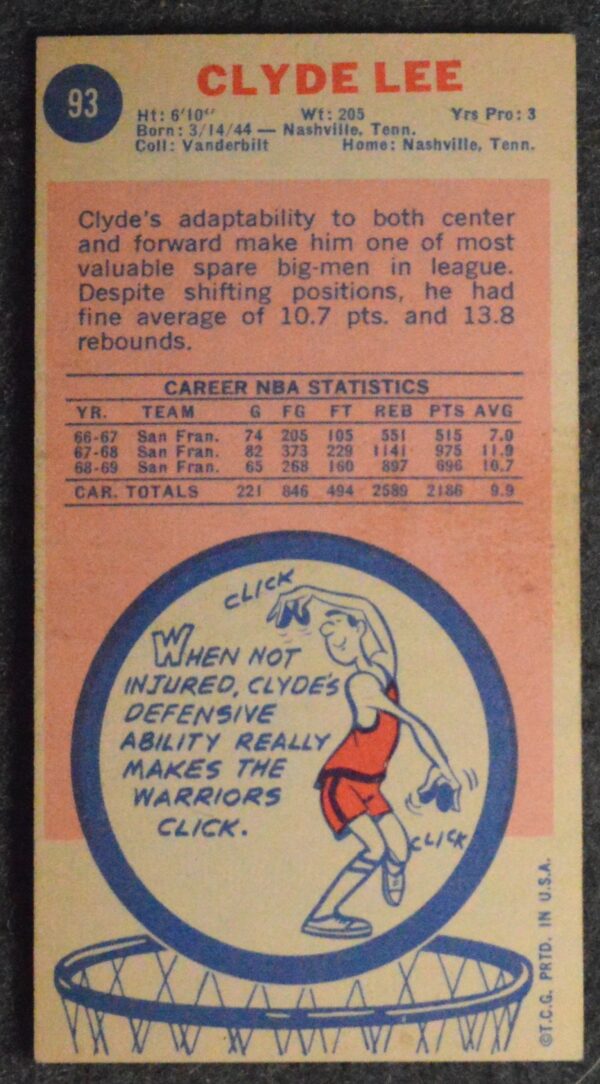 93
CLYDE LEE
Ht: 6'10" Wt: 205 Yrs Pro: 3
Born: 3/14/44 — Nashville, Tenn.
Coll: Vanderbilt Home: Nashville, Tenn.
Clyde's adaptability to both center
and forward make him one of most
valuable spare big-men in league.
Despite shifting positions, he had
fine average of 10.7 pts. and 13.8
rebounds.
CAREER NBA STATISTICS
YR. TEAM G FG FT REB PTS AVG
66-67 San Fran. 74 205 105 551 515 7.0
67-68 San Fran. 82 373 229 1141 975 11.9
68-69 San Fran. 65 268 160 897 696 10.7
CAR. TOTALS 221 846 494 2589 2186 9.9
CLICK
WHEN NOT
INJURED, CLYDE'S
DEFENSIVE
ABILITY REALLY
MAKES THE
WARRIORS
CLICK.
CLICK
©T.C.G. PRTD. IN U.S.A.